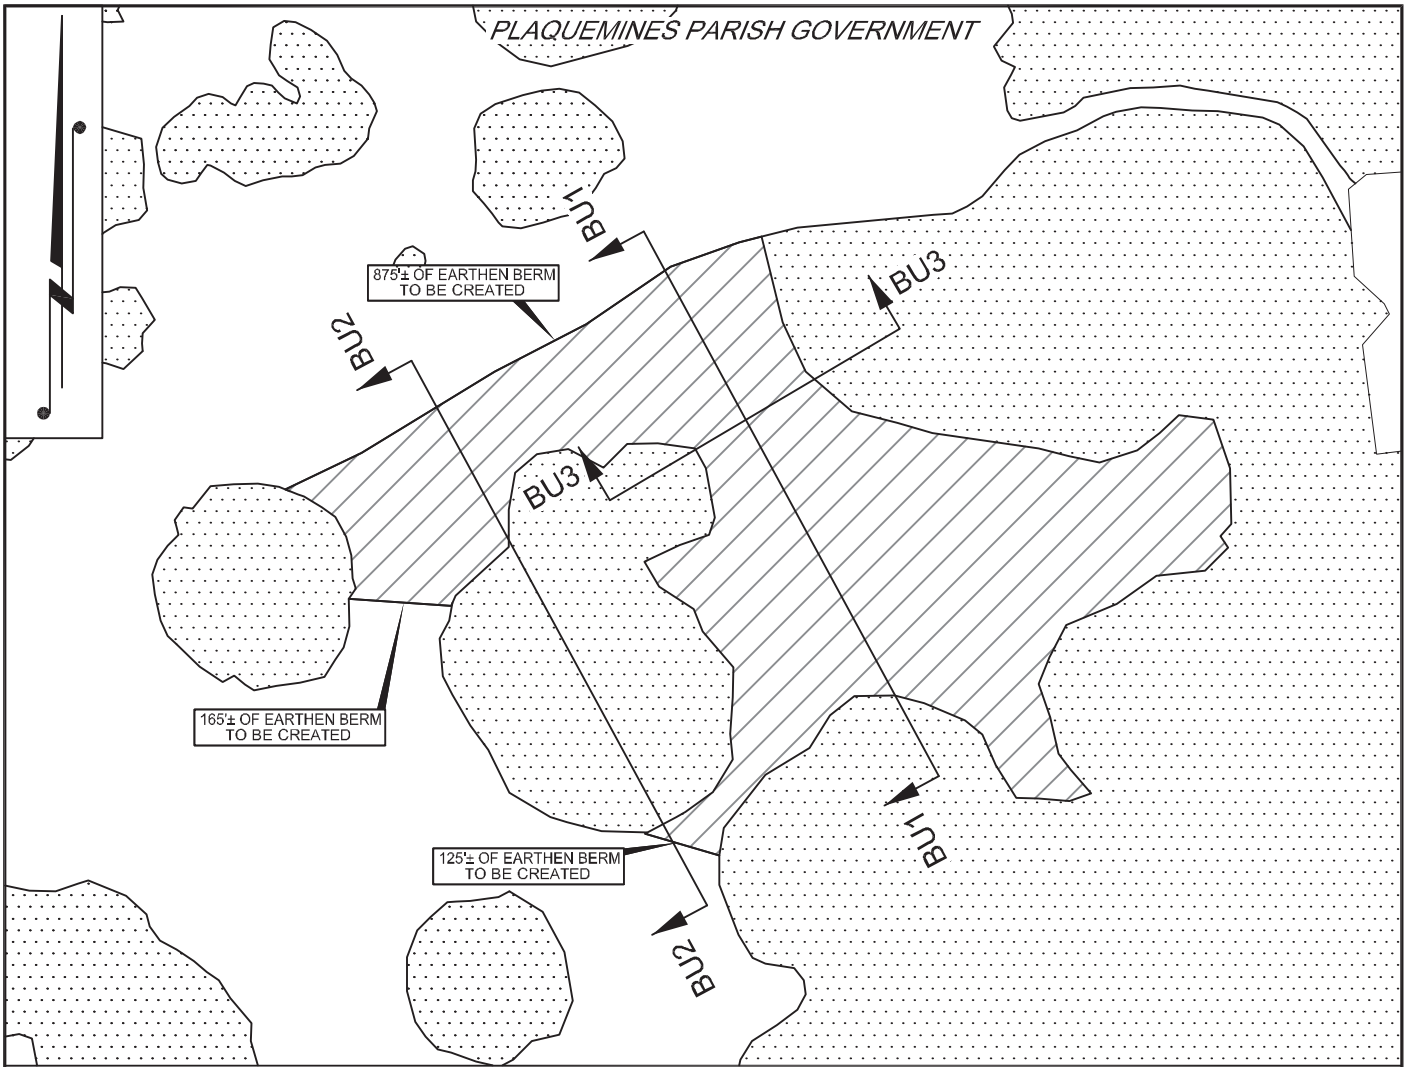 PLAQUEMINES PARISH GOVERNMENT
BU1
BU3
875'± OF EARTHEN BERM
TO BE CREATED
BU2
BU3
165'± OF EARTHEN BERM
TO BE CREATED
BU1
125'± OF EARTHEN BERM
TO BE CREATED
BU2